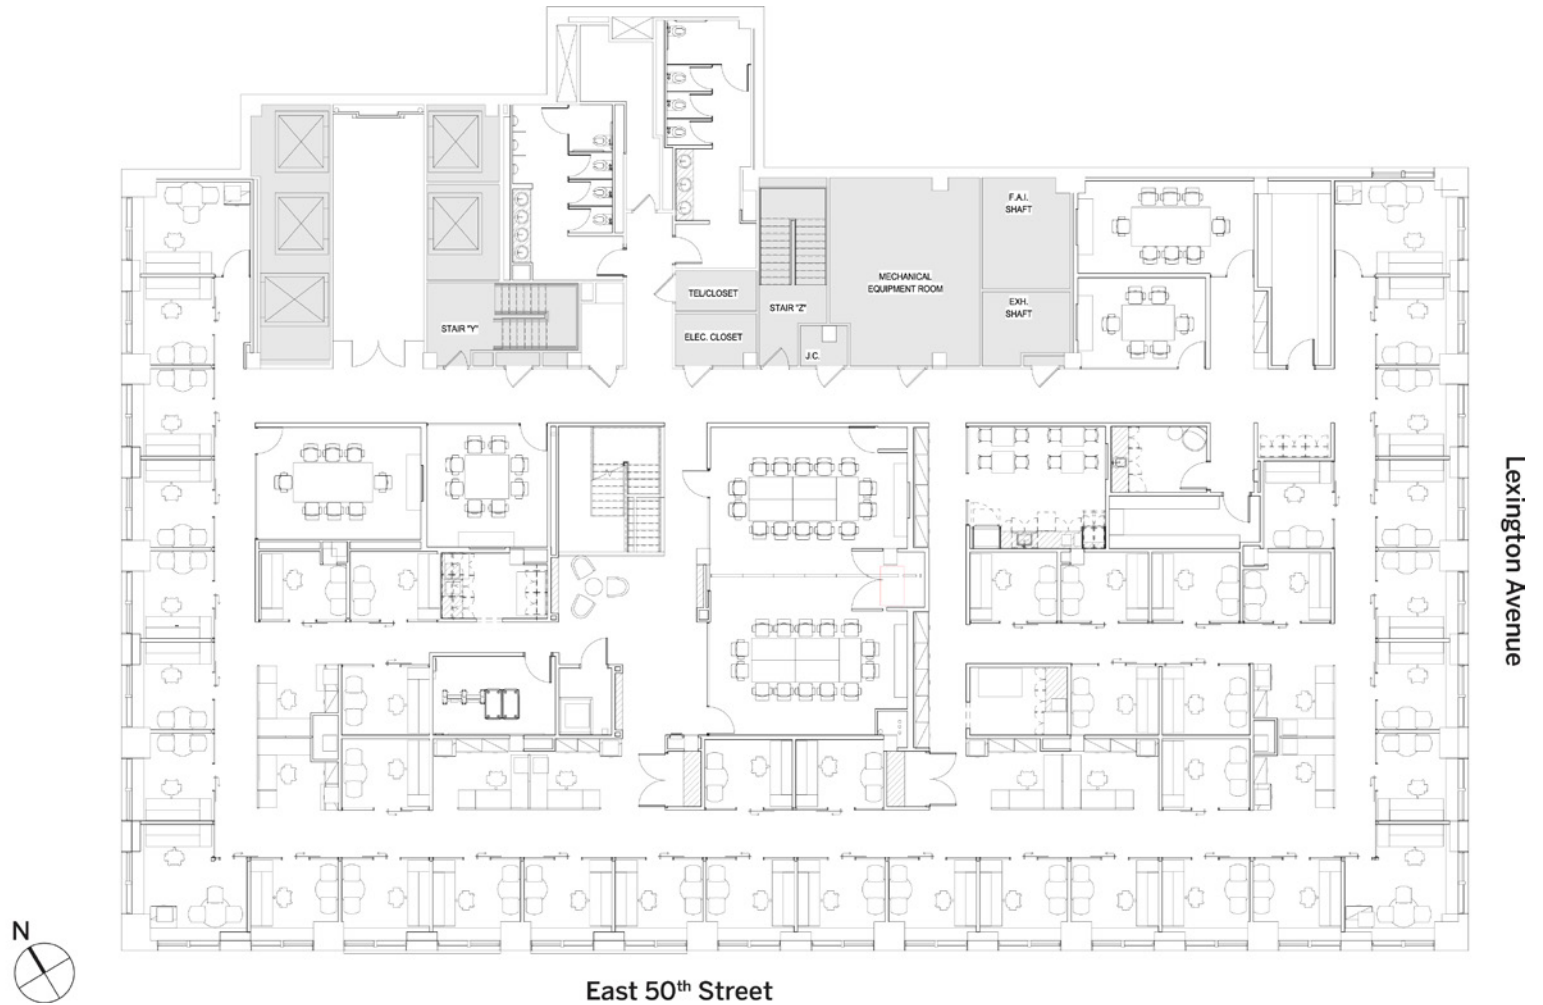 F.A.I.
SHAFT
MECHANICAL
EQUIPMENT ROOM
TEL/CLOSET
EXH.
SHAFT
STAIR "Z"
STAIR "Y"
ELEC. CLOSET
J.C.
Lexington Avenue
N
East 50th Street